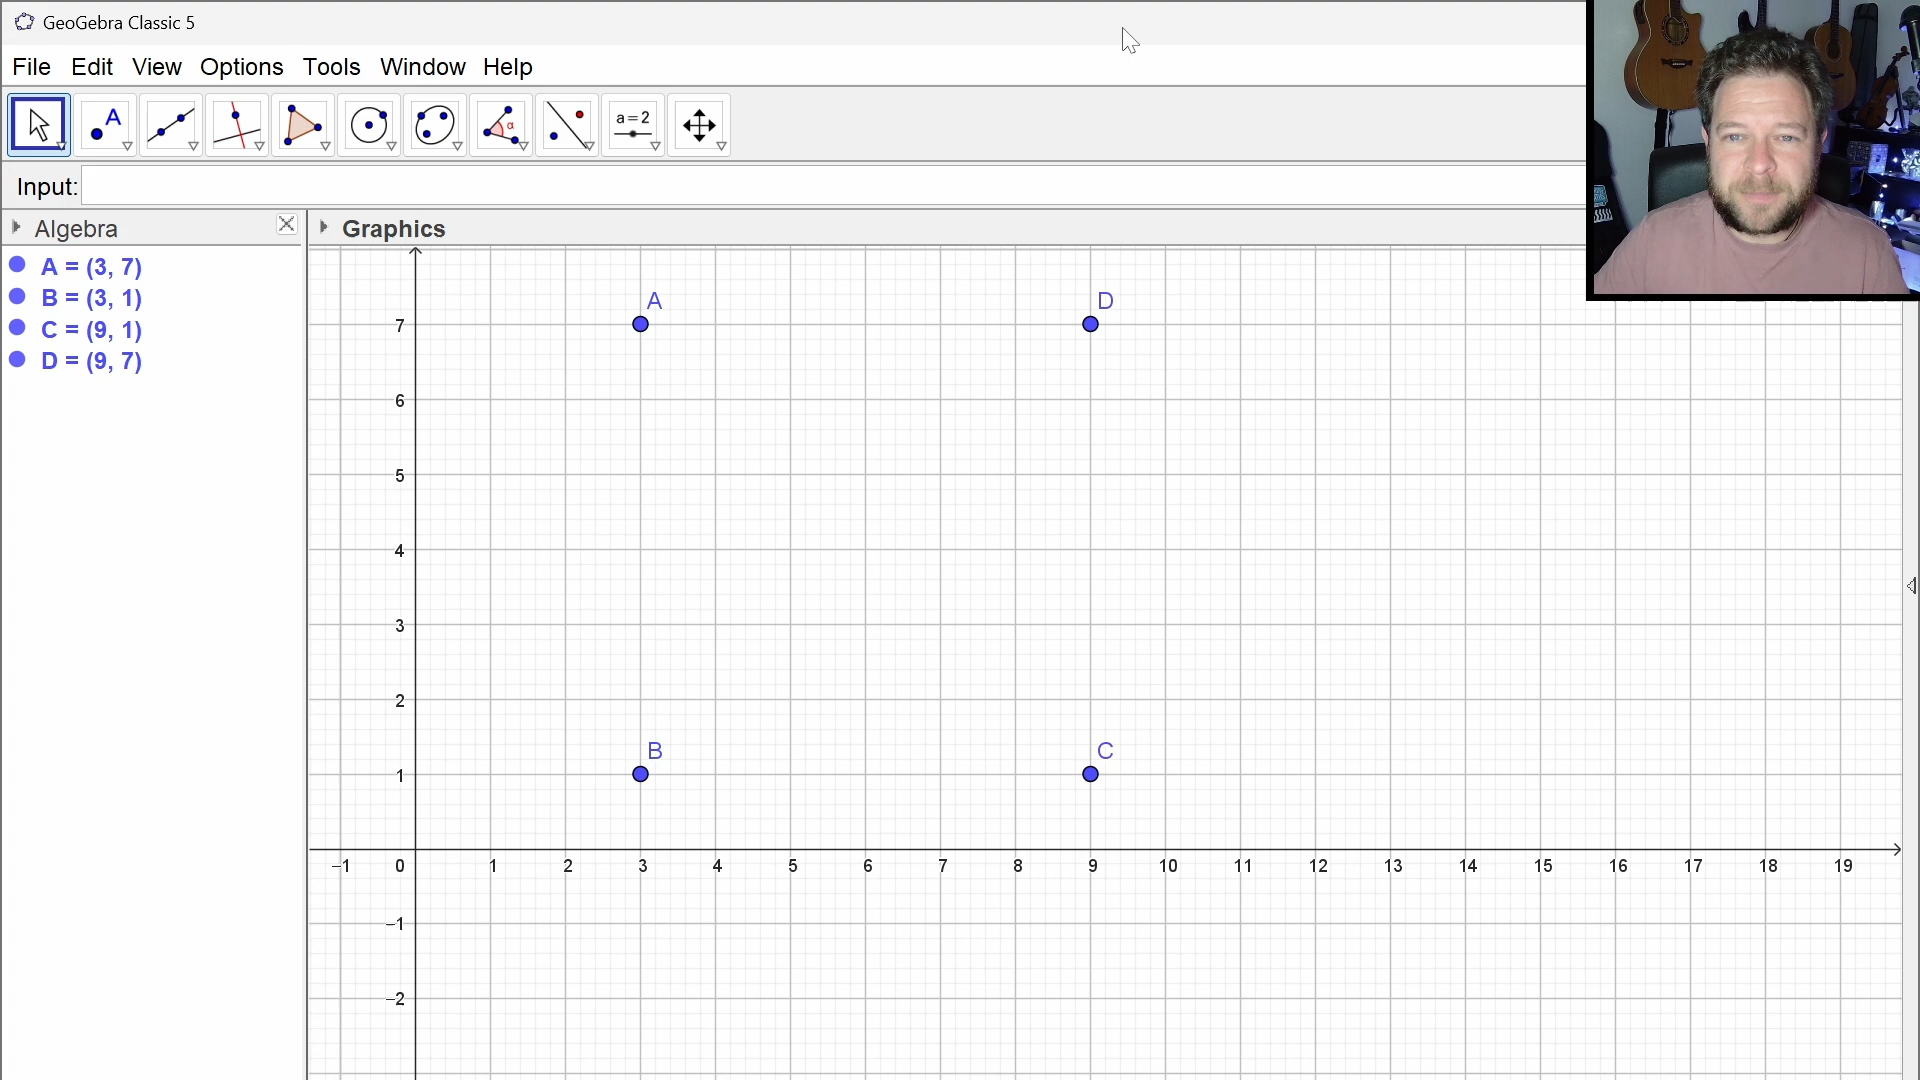 GeoGebra Classic 5
File Edit View Options Tools Window Help
A
α
a=2
Input:
Algebra
Graphics
A = (3, 7)
B = (3, 1)
C = (9, 1)
D = (9, 7)
A D
7
6
5
4
3
2
B C
1
–1 0 1 2 3 4 5 6 7 8 9 10 11 12 13 14 15 16 17 18 19
–1
–2